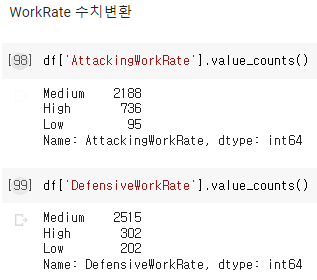 WorkRate 수치변환
[98] df['AttackingWorkRate'].value_counts()
Medium 2188
High 736
Low 95
Name: AttackingWorkRate, dtype: int64
[99] df['DefensiveWorkRate'].value_counts()
Medium 2515
High 302
Low 202
Name: DefensiveWorkRate, dtype: int64